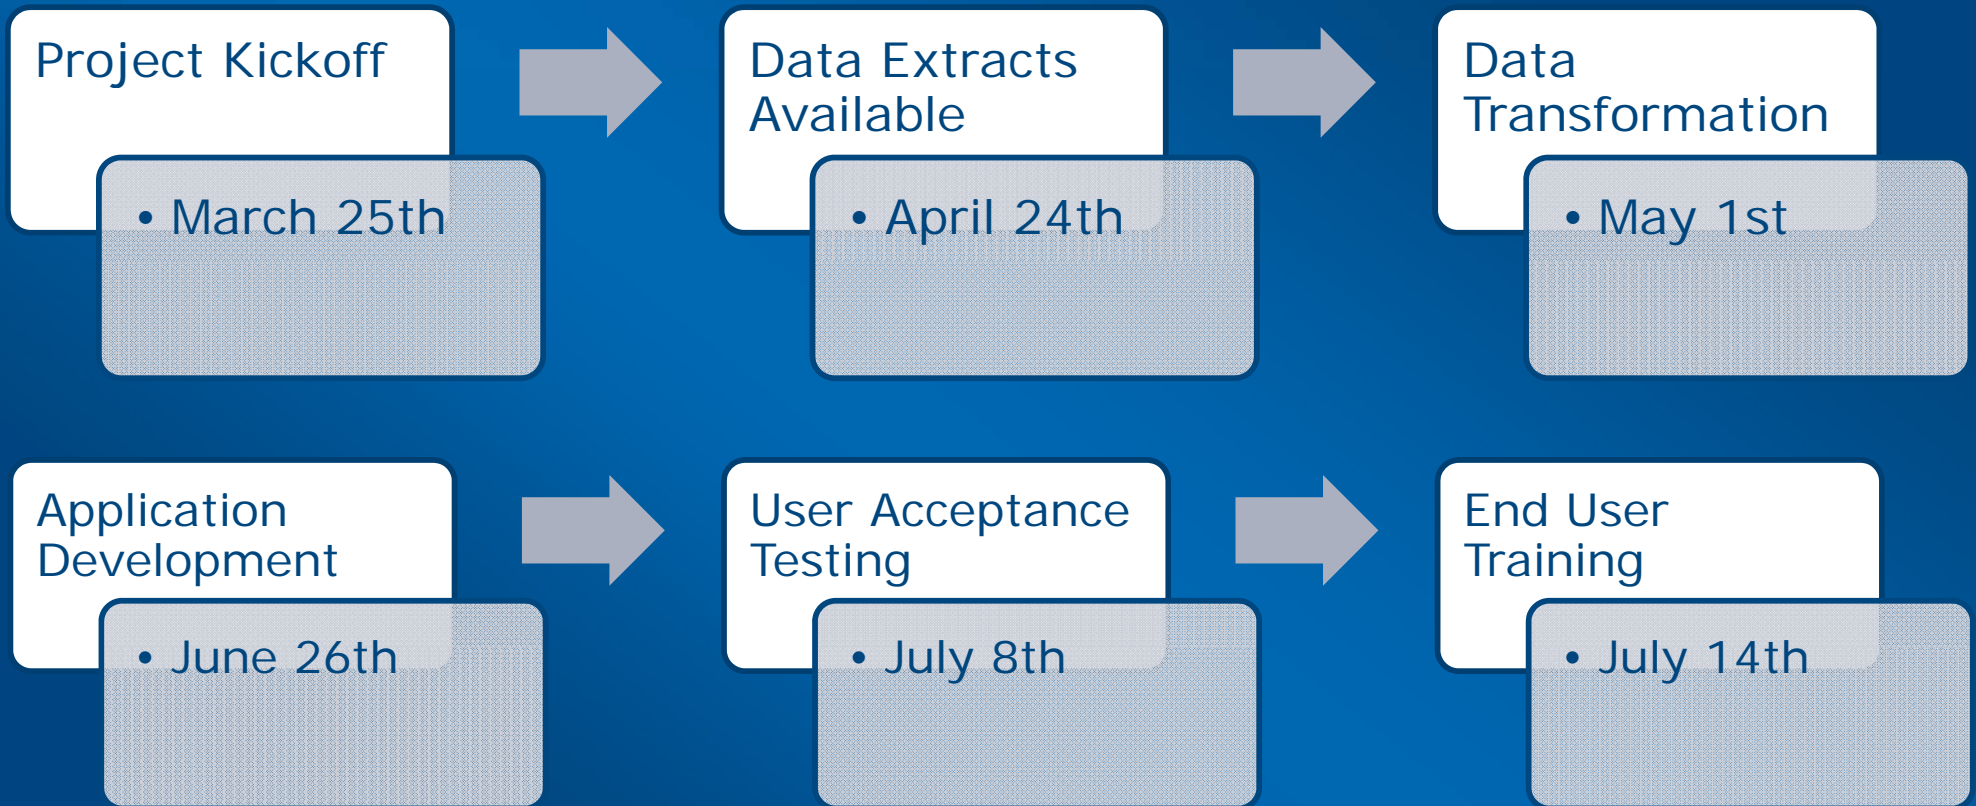 Project Kickoff
• March 25th
Data Extracts
Available
• April 24th
Data
Transformation
• May 1st
Application
Development
• June 26th
User Acceptance
Testing
• July 8th
End User
Training
• July 14th